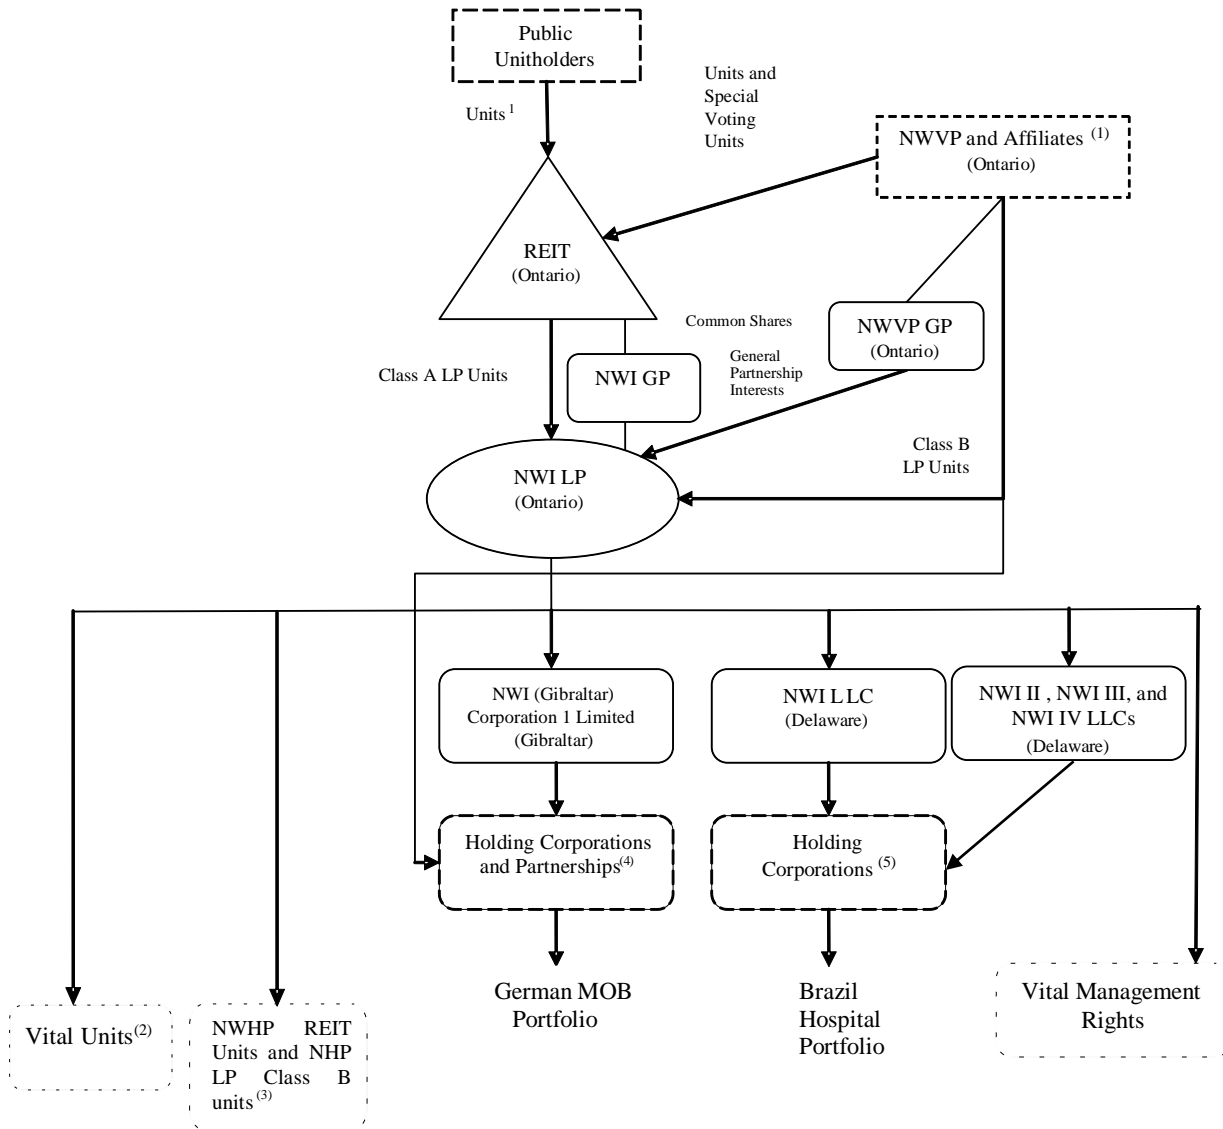 Public
Unitholders
Units and
Special
Voting
Units
Units ¹
NWVP and Affiliates (1)
(Ontario)
REIT
(Ontario)
Common Shares
NWVP GP
(Ontario)
General
Partnership
Interests
Class A LP Units
NWI GP
Class B
LP Units
NWI LP
(Ontario)
NWI (Gibraltar)
Corporation 1 Limited
(Gibraltar)
NWI L LC
(Delaware)
NWI II , NWI III, and
NWI IV LLCs
(Delaware)
Holding Corporations
and Partnerships(4)
Holding
Corporations (5)
German MOB
Portfolio
Brazil
Hospital
Portfolio
Vital Management
Rights
Vital Units(2)
NWHP REIT
Units and NHP
LP Class B
units(3)